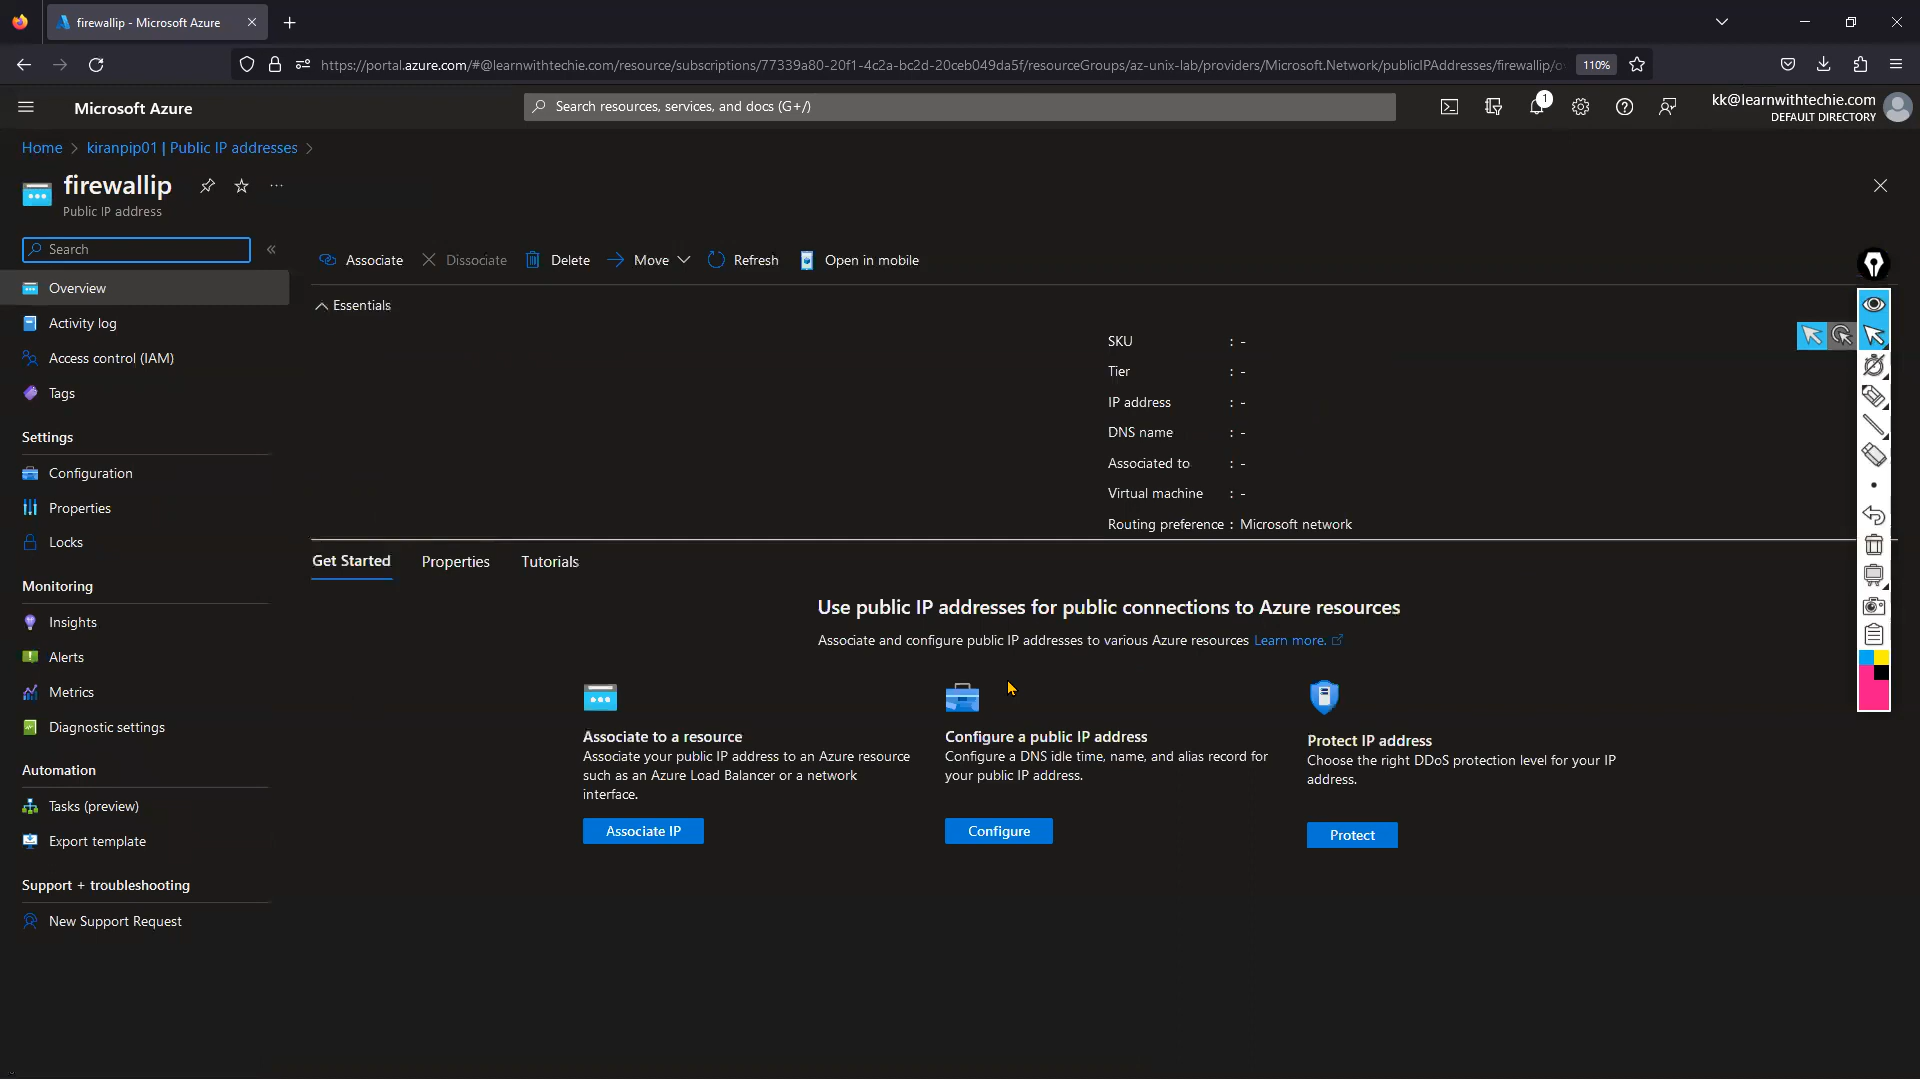 firewallip - Microsoft Azure
https://portal.azure.com/#@learnwithtechie.com/resource/subscriptions/77339a80-20f1-4c2a-bc2d-20ceb049da5f/resourceGroups/az-unix-lab/providers/Microsoft.Network/publicIPAddresses/firewallip/o
110%
Microsoft Azure
Search resources, services, and docs (G+/)
1
kk@learnwithtechie.com
DEFAULT DIRECTORY
Home > kiranpip01 | Public IP addresses >
firewallip
Public IP address
Search
Overview
Activity log
Access control (IAM)
Tags
Settings
Configuration
Properties
Locks
Monitoring
Insights
Alerts
Metrics
Diagnostic settings
Automation
Tasks (preview)
Export template
Support + troubleshooting
New Support Request
Associate
Dissociate
Delete
Move
Refresh
Open in mobile
Essentials
SKU : -
Tier : -
IP address : -
DNS name : -
Associated to : -
Virtual machine : -
Routing preference : Microsoft network
Get Started
Properties
Tutorials
Use public IP addresses for public connections to Azure resources
Associate and configure public IP addresses to various Azure resources Learn more.
Associate to a resource
Associate your public IP address to an Azure resource
such as an Azure Load Balancer or a network
interface.
Associate IP
Configure a public IP address
Configure a DNS idle time, name, and alias record for
your public IP address.
Configure
Protect IP address
Choose the right DDoS protection level for your IP
address.
Protect